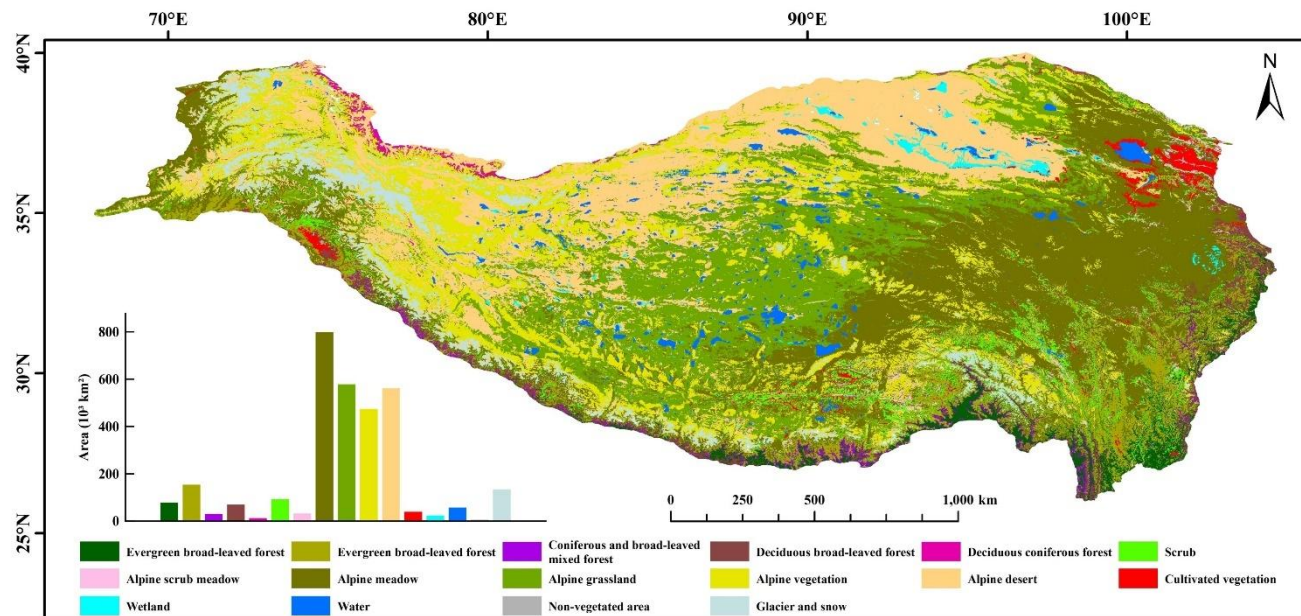 70°E 80°E 90°E 100°E
40°N
N
35°N
30°N
25°N
Area (10³ km²)
800
600
400
200
0
0 250 500 1,000 km
Evergreen broad-leaved forest Evergreen broad-leaved forest Coniferous and broad-leaved mixed forest Deciduous broad-leaved forest Deciduous coniferous forest Scrub
Alpine scrub meadow Alpine meadow Alpine grassland Alpine vegetation Alpine desert Cultivated vegetation
Wetland Water Non-vegetated area Glacier and snow